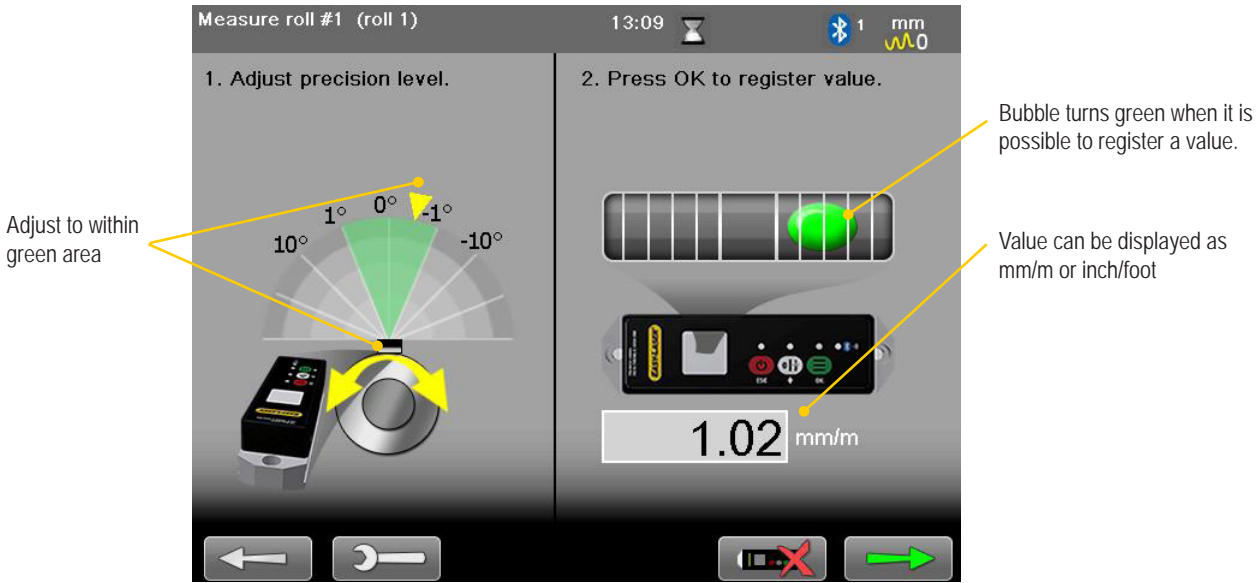 Measure roll #1 (roll 1)
13:09
1
mm
0
1. Adjust precision level.
2. Press OK to register value.
Bubble turns green when it is
possible to register a value.
Adjust to within
green area
10°
1°
0°
-1°
-10°
Value can be displayed as
mm/m or inch/foot
EASY-LASER
ESC
OK
1.02 mm/m